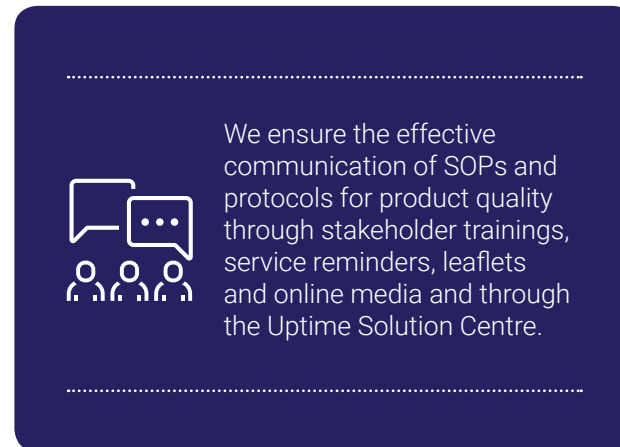 We ensure the effective
communication of SOPs and
protocols for product quality
through stakeholder trainings,
service reminders, leaflets
and online media and through
the Uptime Solution Centre.